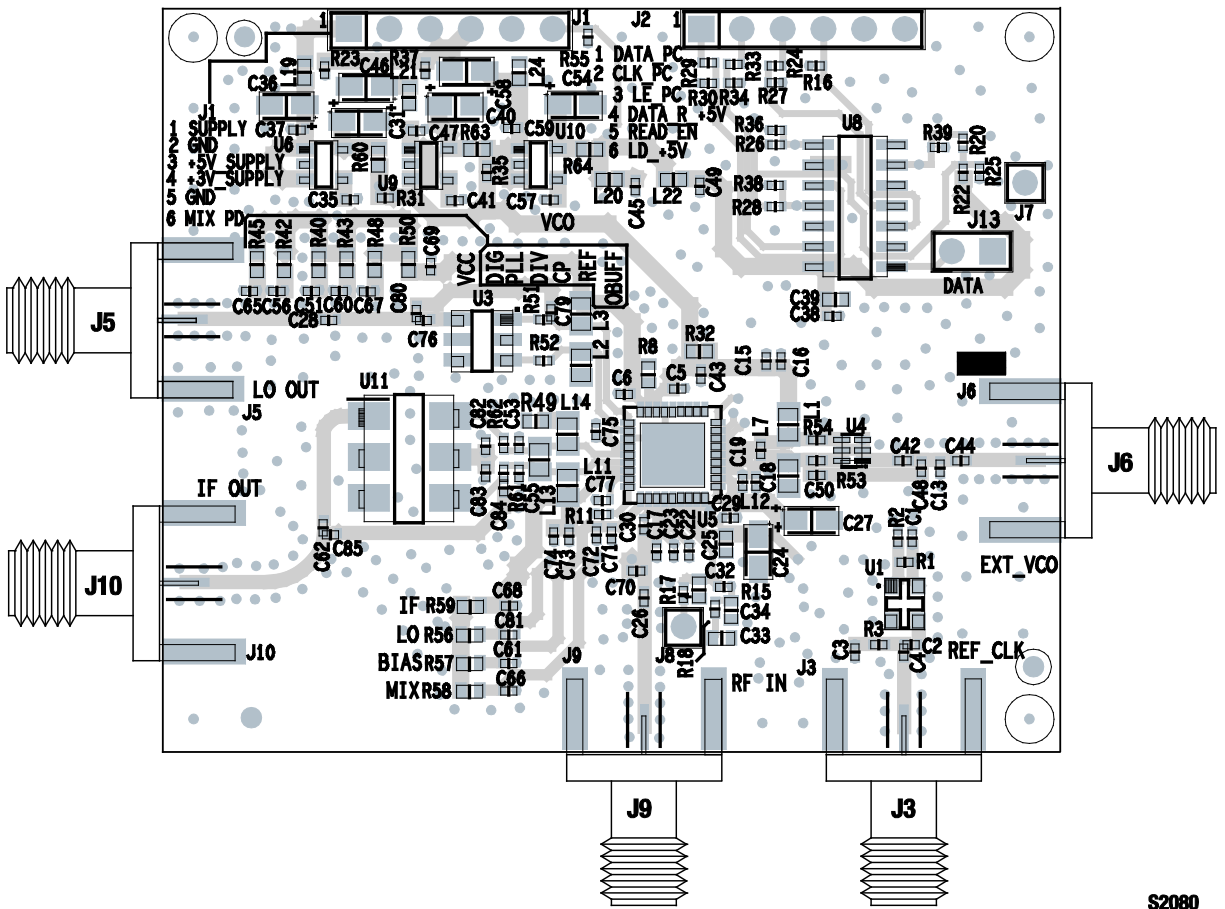 1
J1
J2
1
R23
R37
R55
1 DATA_PC
2 CLK_PC
3 LE_PC
4 DATA_R_+5V
5 READ_EN
6 LD_+5V
R29
R33
R24
R16
R30
R34
R27
L19
C46
L21
L24
C54
C36
C58
J1
1 SUPPLY
2 GND
3 +5V_SUPPLY
4 +3V_SUPPLY
5 GND
6 MIX PD
C37
U6
C31
C47
R63
C40
C59
U10
R60
R35
R64
U9
C35
R31
C41
C57
VCO
L20
C45
L22
C49
R36
R26
R38
R28
U8
R39
R20
R22
R25
J7
J13
DATA
C39
C38
R45
R42
R40
R43
R48
R50
C69
VCC
DIG
PLL
DIV
CP
REF
OBUFF
C65
C56
C51
C60
C67
C80
C28
C76
U3
R51
C79
L3
R52
L2
J5
LO OUT
J5
U11
R8
R32
C15
C16
C6
C5
C43
J6
J6
C82
R62
C53
R49
L14
C75
L7
L1
R54
U4
C42
C44
C19
C18
R53
C48
C13
C50
L12
L11
C77
C83
C84
R61
C55
L13
IF OUT
R11
C30
C17
C23
C22
U5
C29
C25
C24
C27
R2
C1
C62
C85
C74
C73
C72
C71
C70
C32
EXT_VCO
U1
R1
J10
J10
IF R59
C68
LO R56
C81
BIAS R57
C61
MIX R58
C66
C26
R17
R15
C34
C33
J8
R18
J9
RF IN
J3
C3
R3
C2
C4
REF_CLK
J9
J3
S2080